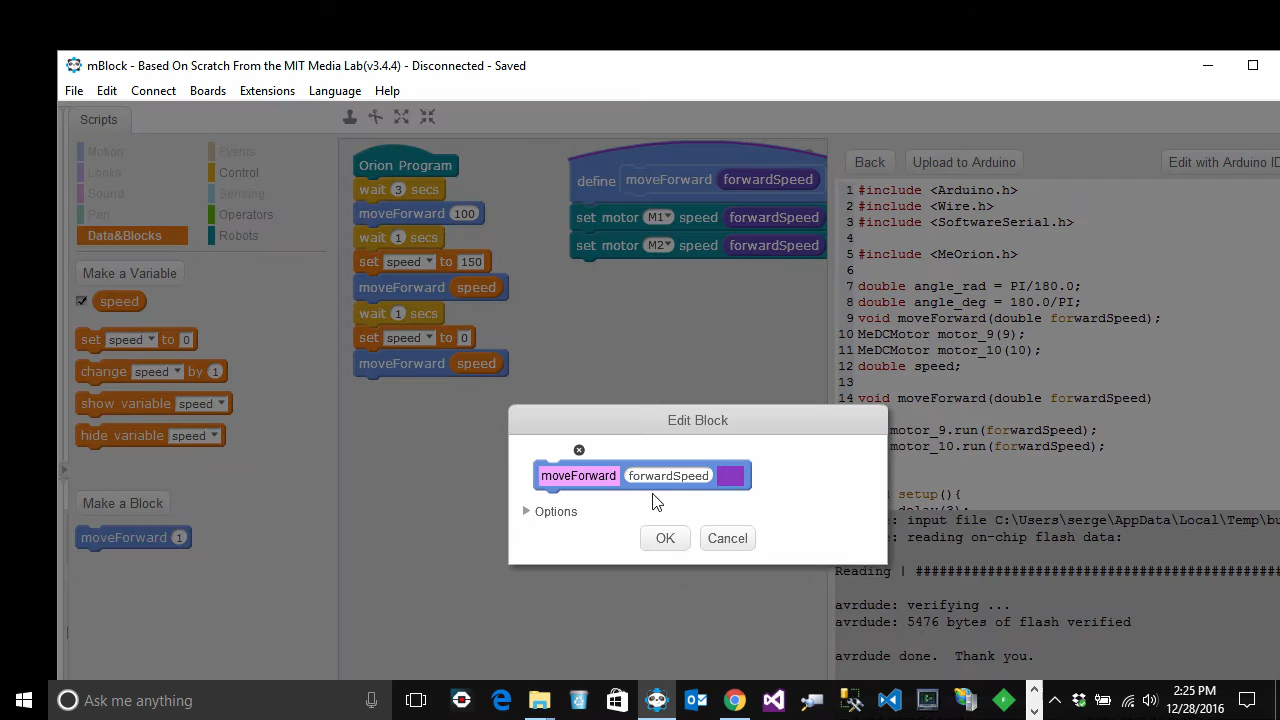 mBlock - Based On Scratch From the MIT Media Lab(v3.4.4) - Disconnected - Saved
File Edit Connect Boards Extensions Language Help
Scripts
Motion
Looks
Sound
Pen
Data&Blocks
Events
Control
Sensing
Operators
Robots
Make a Variable
speed
set speed to 0
change speed by 1
show variable speed
hide variable speed
Make a Block
moveForward 1
Orion Program
wait 3 secs
moveForward 100
wait 1 secs
set speed to 150
moveForward speed
wait 1 secs
set speed to 0
moveForward speed
define moveForward forwardSpeed
set motor M1 speed forwardSpeed
set motor M2 speed forwardSpeed
Back Upload to Arduino Edit with Arduino ID
1 #include <Arduino.h>
2 #include <Wire.h>
3 #include <SoftwareSerial.h>
4
5 #include <MeOrion.h>
6
7 double angle_rad = PI/180.0;
8 double angle_deg = 180.0/PI;
9 void moveForward(double forwardSpeed);
10 MeDCMotor motor_9(9);
11 MeDCMotor motor_10(10);
12 double speed;
13
14 void moveForward(double forwardSpeed)
motor_9.run(forwardSpeed);
motor_10.run(forwardSpeed);
setup(){
delay(3);
: input file C:\Users\serge\AppData\Local\Temp\bu
: reading on-chip flash data:
Reading | ##########################################
avrdude: verifying ...
avrdude: 5476 bytes of flash verified
avrdude done. Thank you.
Edit Block
moveForward forwardSpeed
Options
OK Cancel
Ask me anything
2:25 PM
12/28/2016